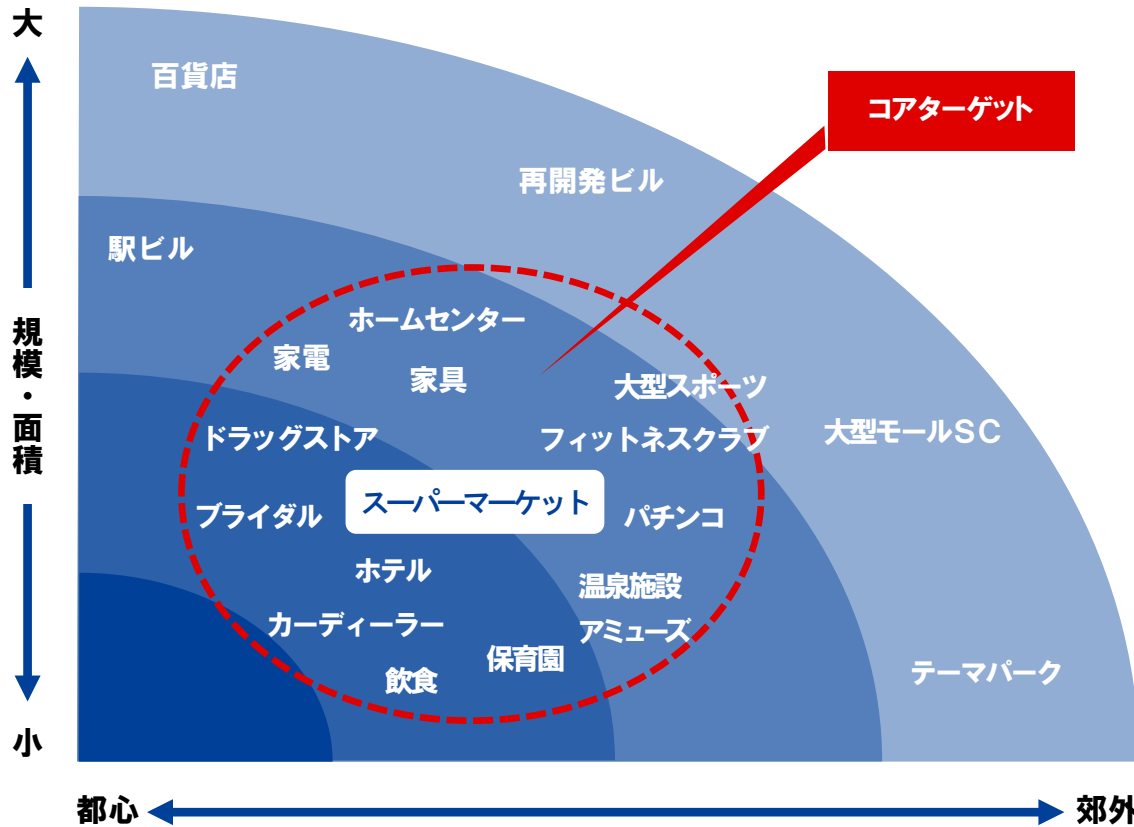 大
百貨店
コアターゲット
再開発ビル
駅ビル
ホームセンター
規模・面積
家電
家具
大型スポーツ
ドラッグストア
フィットネスクラブ
大型モールSC
スーパーマーケット
ブライダル
パチンコ
ホテル
温泉施設
カーディーラー
アミューズ
保育園
飲食
テーマパーク
小
都心
郊外